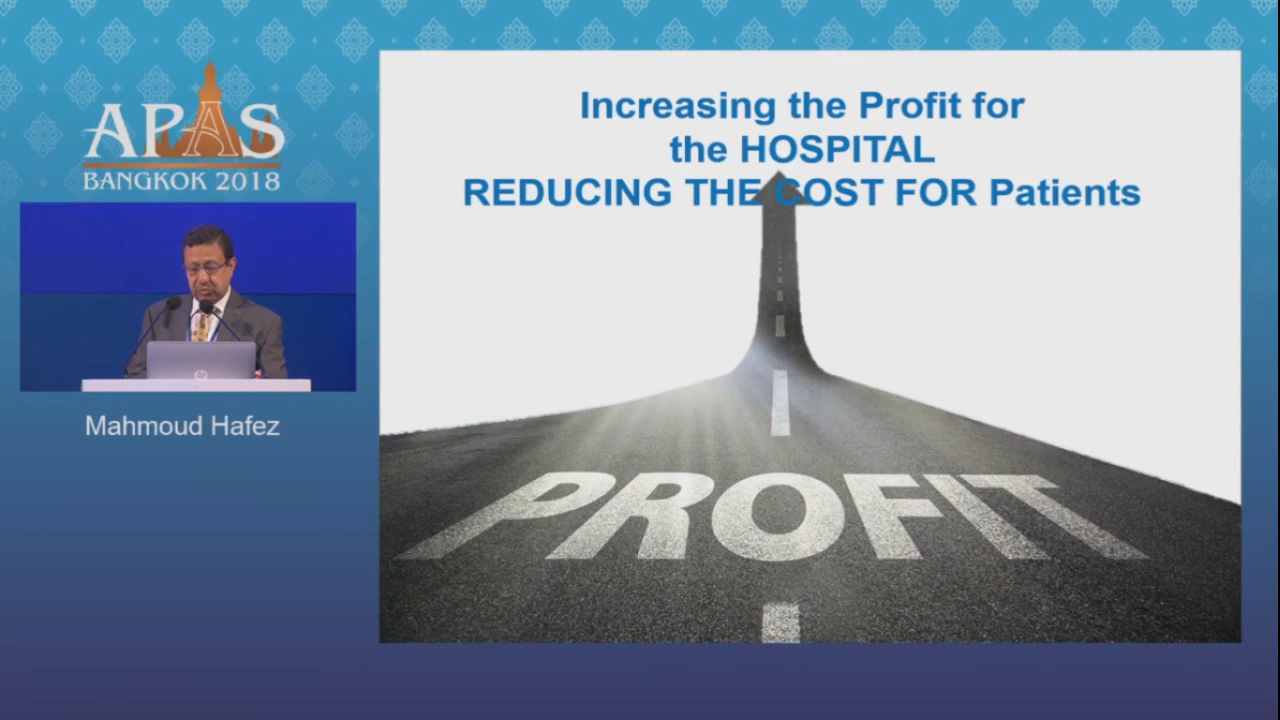 APAS
BANGKOK 2018
Mahmoud Hafez
Increasing the Profit for
the HOSPITAL
REDUCING THE COST FOR Patients
PROFIT